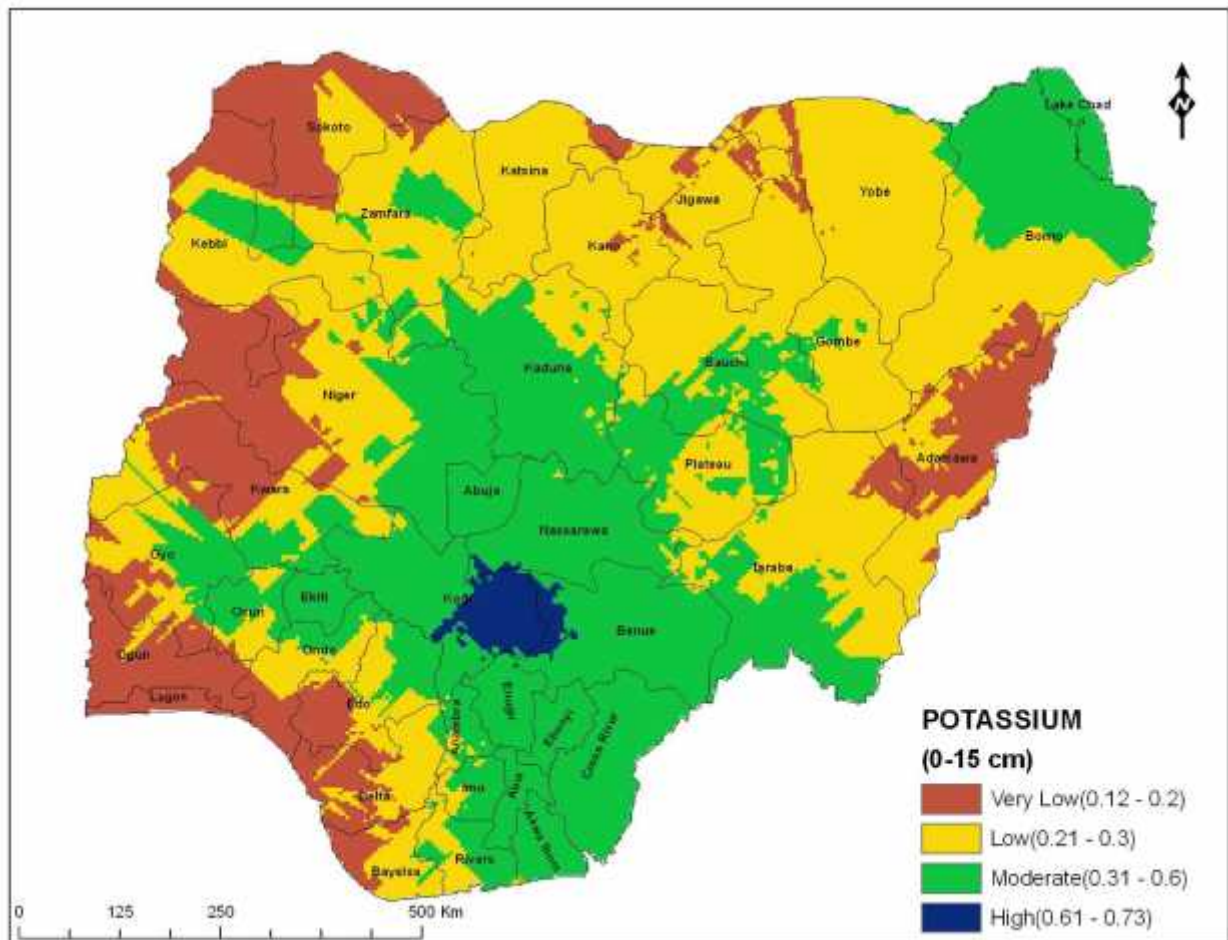 N
Lake Chad
Sokoto
Katsina
Yobe
Jigawa
Zamfara
Borno
Kebbi
Kano
Gombe
Bauchi
Kaduna
Niger
Adamawa
Plateau
Kwara
Abuja
Nassarawa
Oyo
Taraba
Ekiti
Kogi
Osun
Benue
Ondo
Ogun
Lagos
Edo
Enugu
Anambra
Ebonyi
Cross River
Imo
Abia
Delta
Akwa Ibom
Rivers
Bayelsa
POTASSIUM
(0-15 cm)
Very Low(0.12 - 0.2)
Low(0.21 - 0.3)
Moderate(0.31 - 0.6)
High(0.61 - 0.73)
0 125 250 500 Km